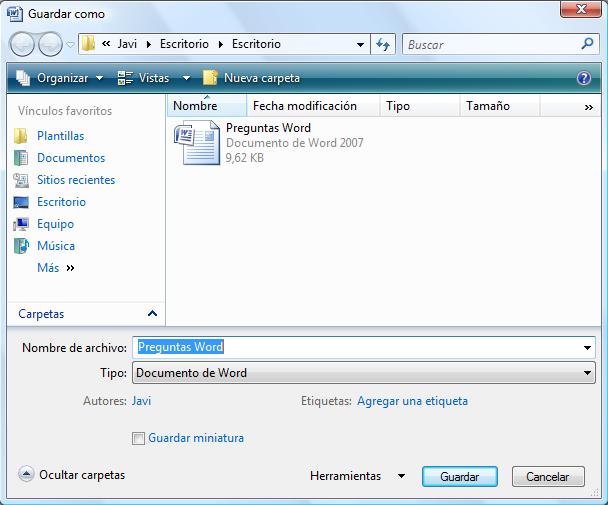 Guardar como
« Javi Escritorio Escritorio Buscar
Organizar Vistas Nueva carpeta ?
Vínculos favoritos
Plantillas
Documentos
Sitios recientes
Escritorio
Equipo
Música
Más »
Carpetas
Nombre Fecha modificación Tipo Tamaño »
Preguntas Word
Documento de Word 2007
9,62 KB
Nombre de archivo: Preguntas Word
Tipo: Documento de Word
Autores: Javi Etiquetas: Agregar una etiqueta
Guardar miniatura
Ocultar carpetas Herramientas Guardar Cancelar